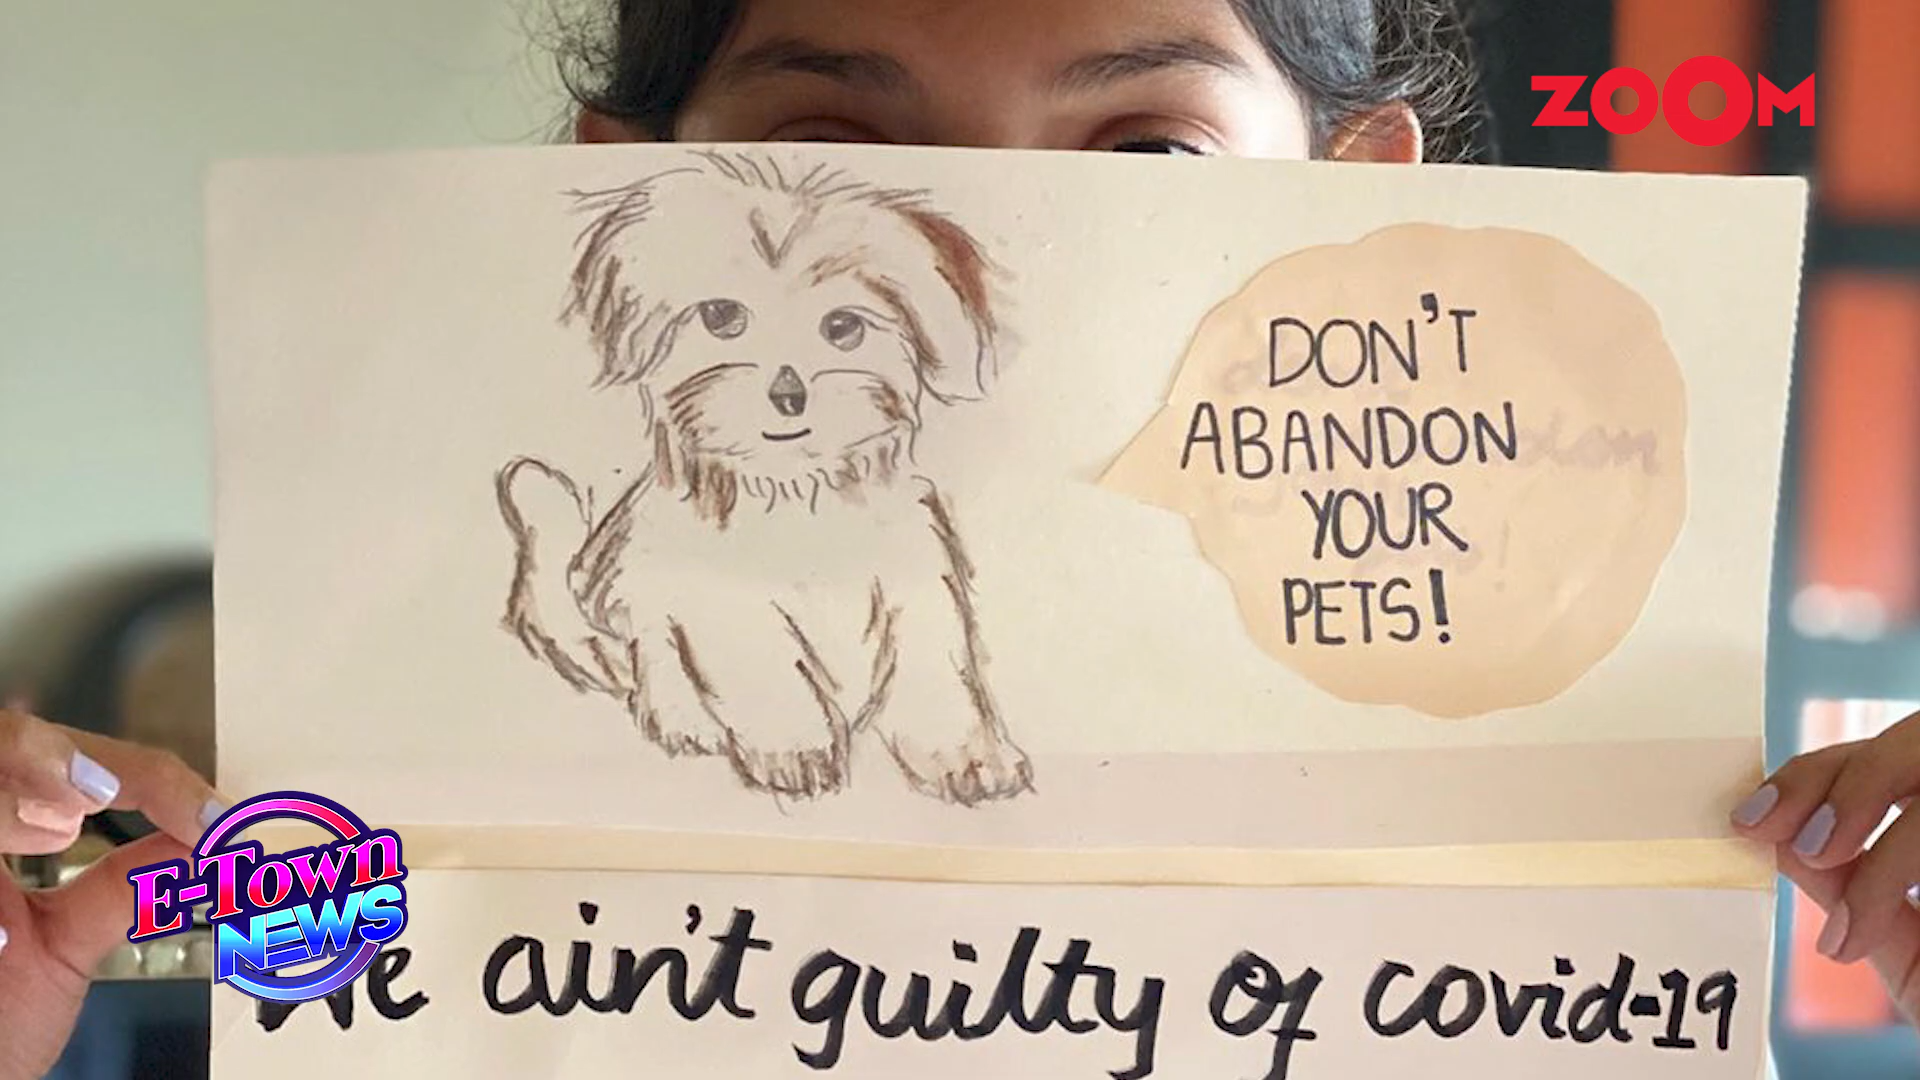 ZOOM
DON'T
ABANDON
YOUR
PETS!
E-TOWN
NEWS
ain't guilty of covid-19